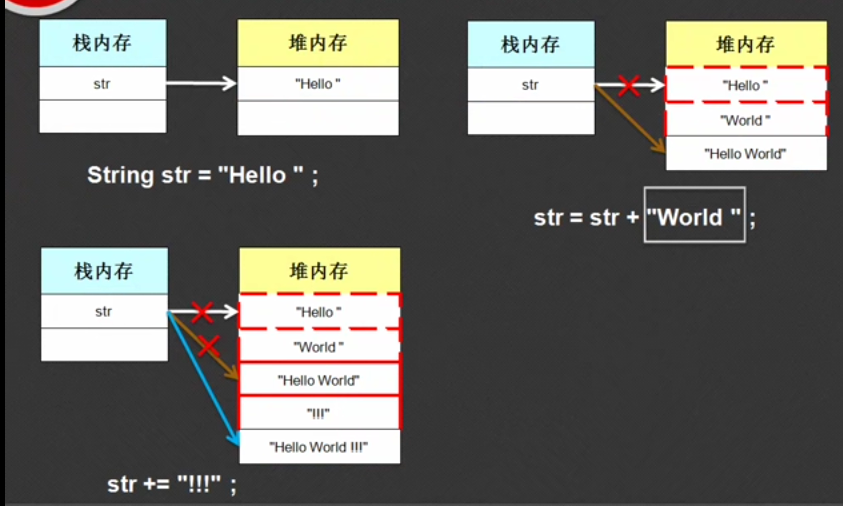 栈内存
堆内存
str
"Hello "
String str = "Hello " ;
栈内存
堆内存
str
"Hello "
"World "
"Hello World"
str = str + "World " ;
栈内存
堆内存
str
"Hello "
"World "
"Hello World"
"!!!"
"Hello World !!!"
str += "!!!" ;